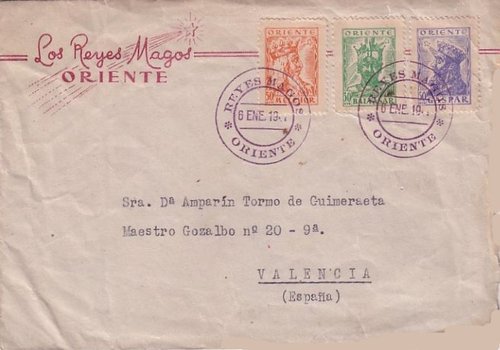 Los Reyes Magos
ORIENTE
ORIENTE
ORIENTE
ORIENTE
BALTASAR
GASPAR
REYES MAGOS
6 ENE. 19
ORIENTE
REYES MAGOS
6 ENE. 19
ORIENTE
Sra. Dª Amparín Tormo de Guimeraeta
Maestro Gozalbo nº 20 - 9ª.
VALENCIA
(España)